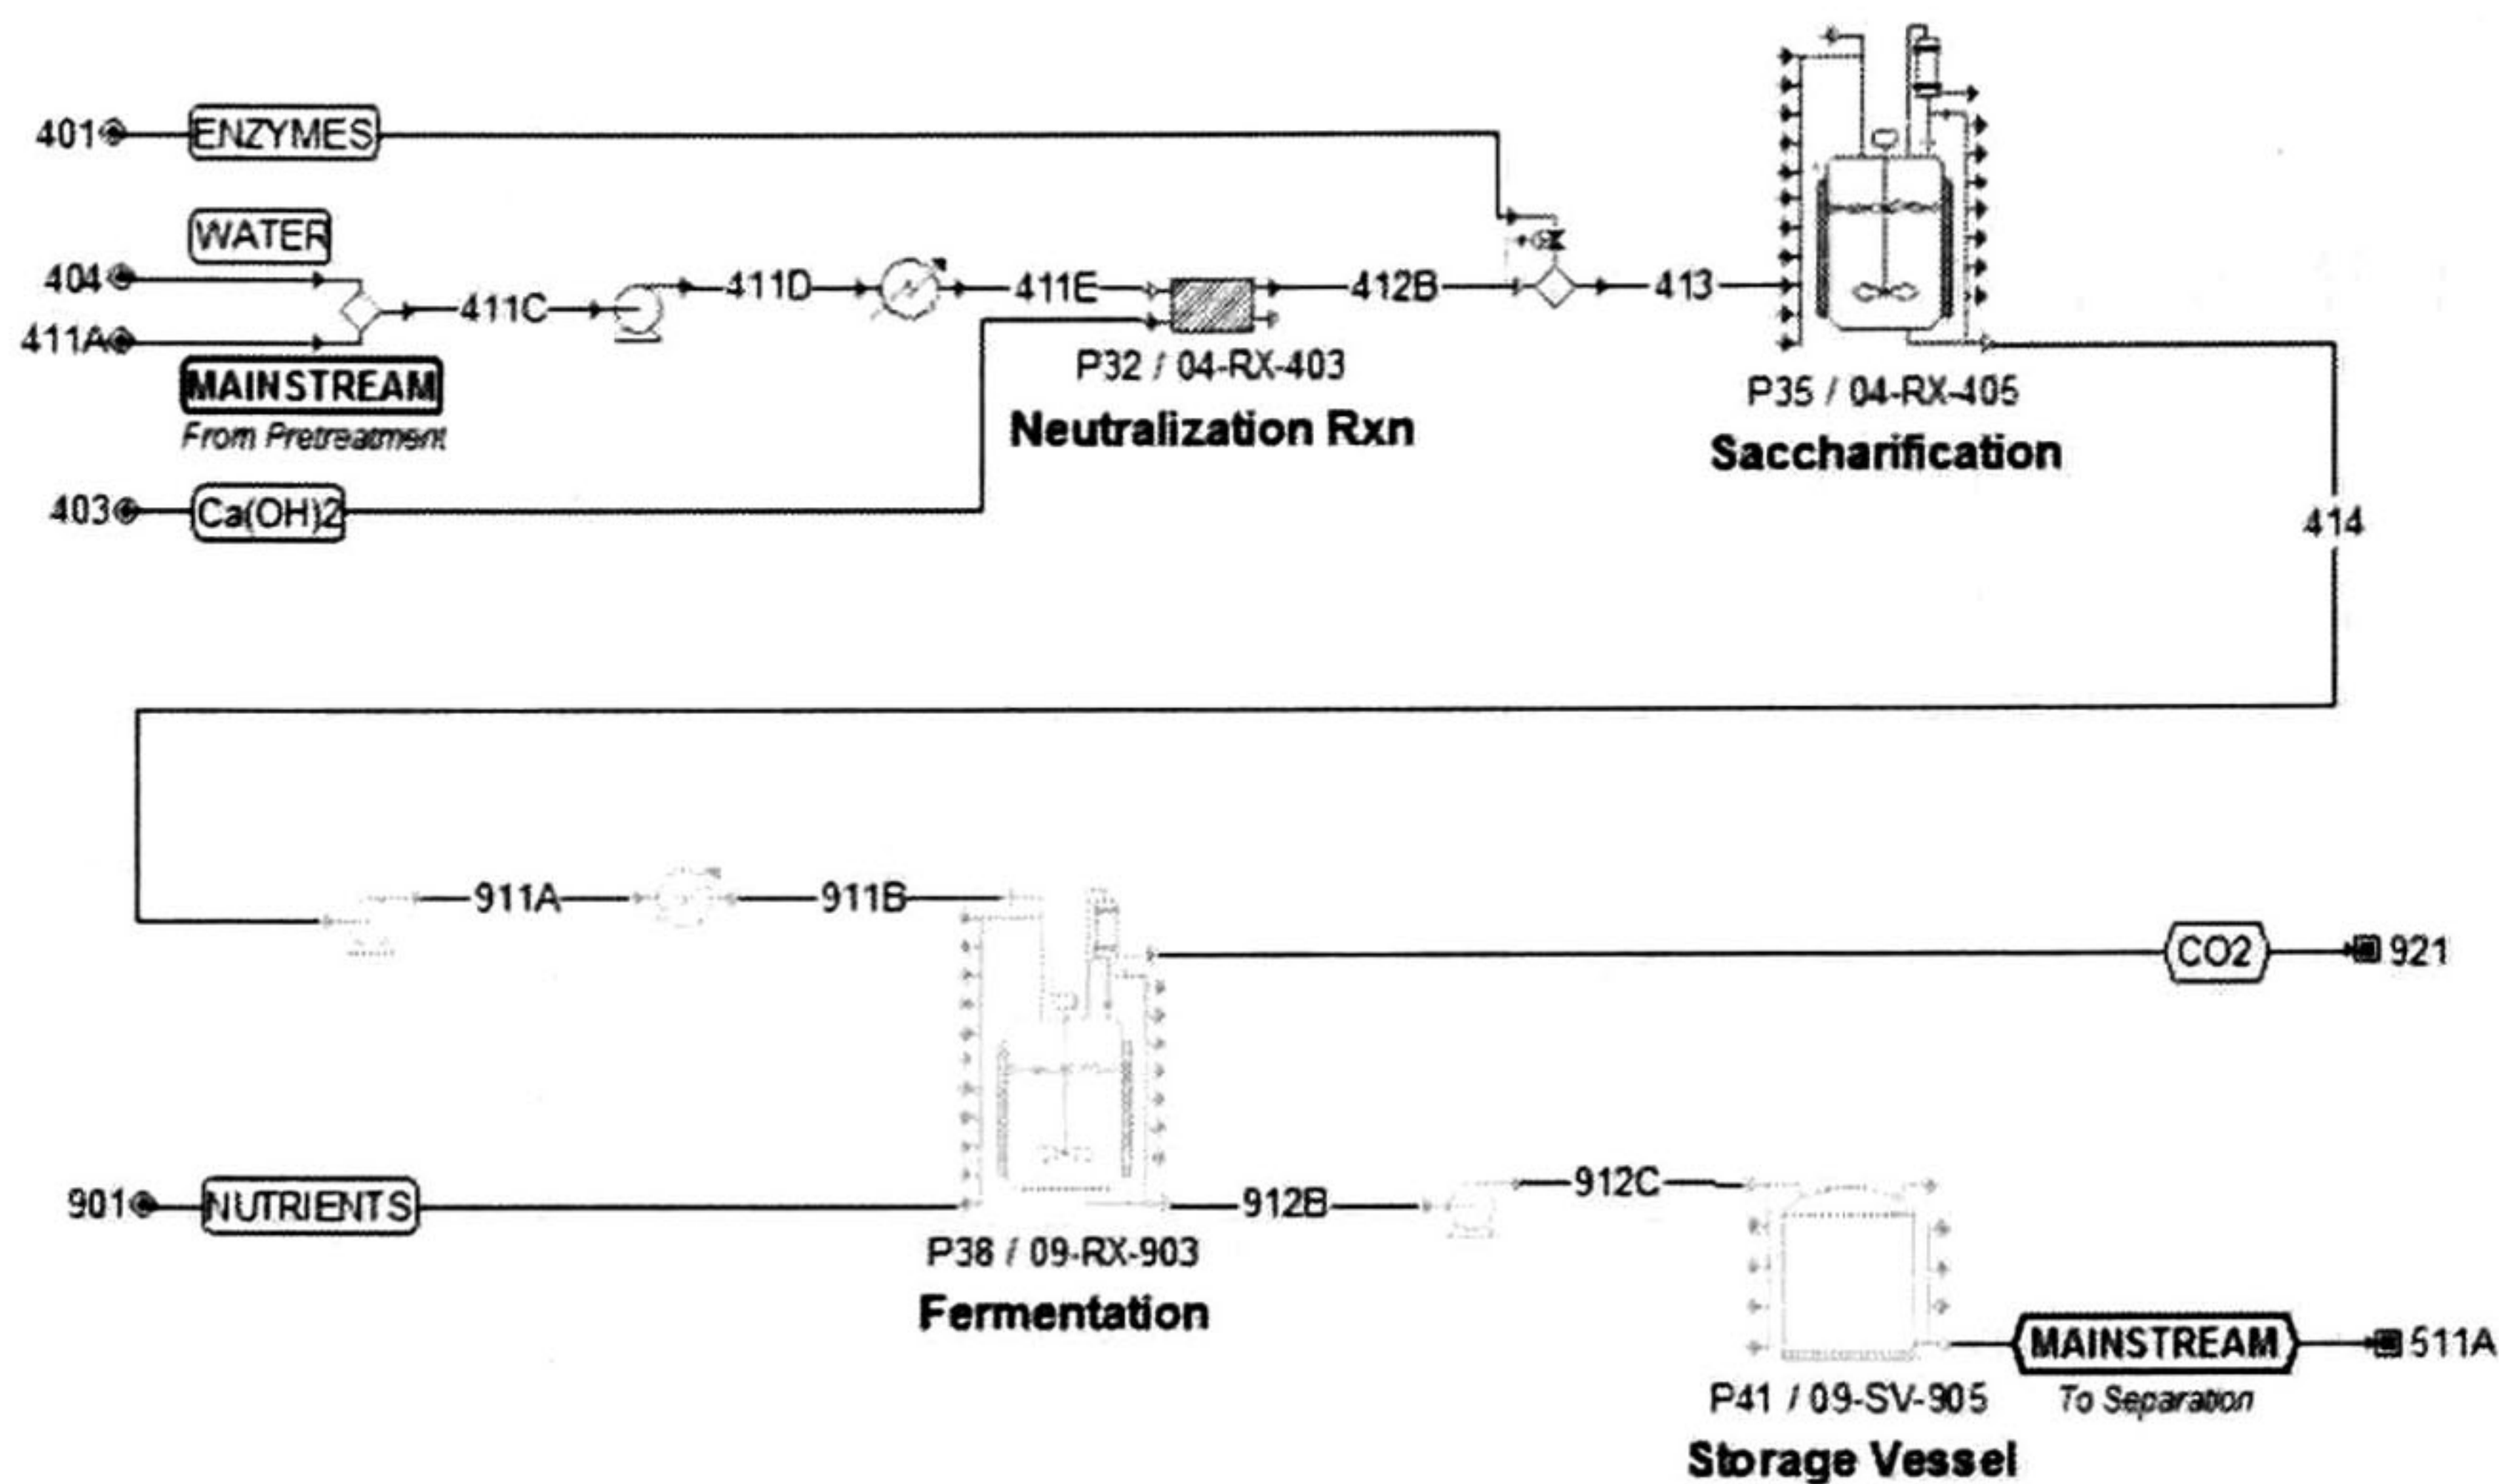 401
ENZYMES
WATER
404
411C
411D
411E
412B
413
411A
MAINSTREAM
From Pretreatment
P32 / 04-RX-403
Neutralization Rxn
P35 / 04-RX-405
Saccharification
403
Ca(OH)2
414
911A
911B
CO2
921
901
NUTRIENTS
912B
912C
P38 / 09-RX-903
Fermentation
MAINSTREAM
511A
To Separation
P41 / 09-SV-905
Storage Vessel